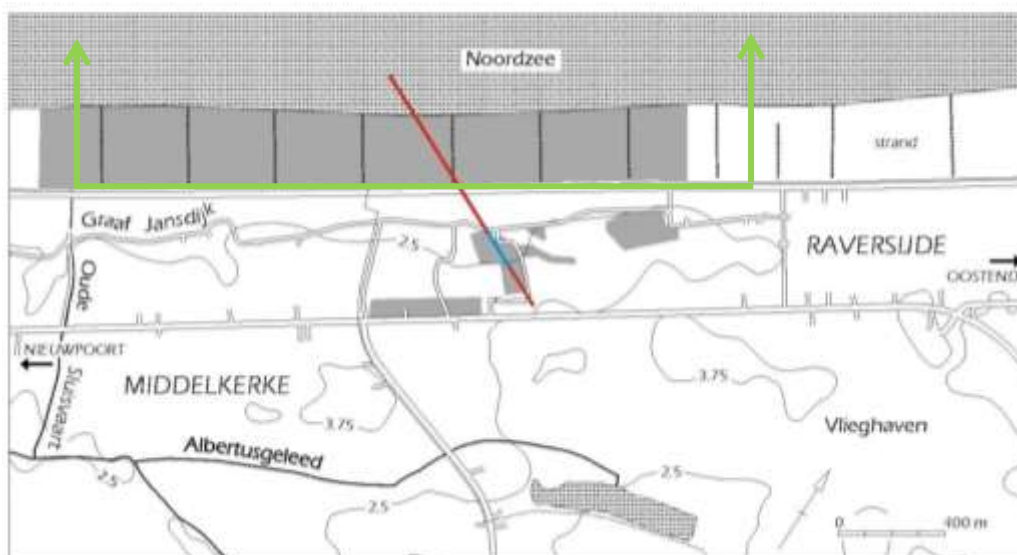 Noordzee
strand
Graaf Jansdijk
2.5
RAVERSIJDE
OOSTEND
Oude
Sluisvaart
NIEUWPOORT
MIDDELKERKE
3.75
3.75
Vlieghaven
Albertusgeleed
2.5
2.5
2.5
0
400 m